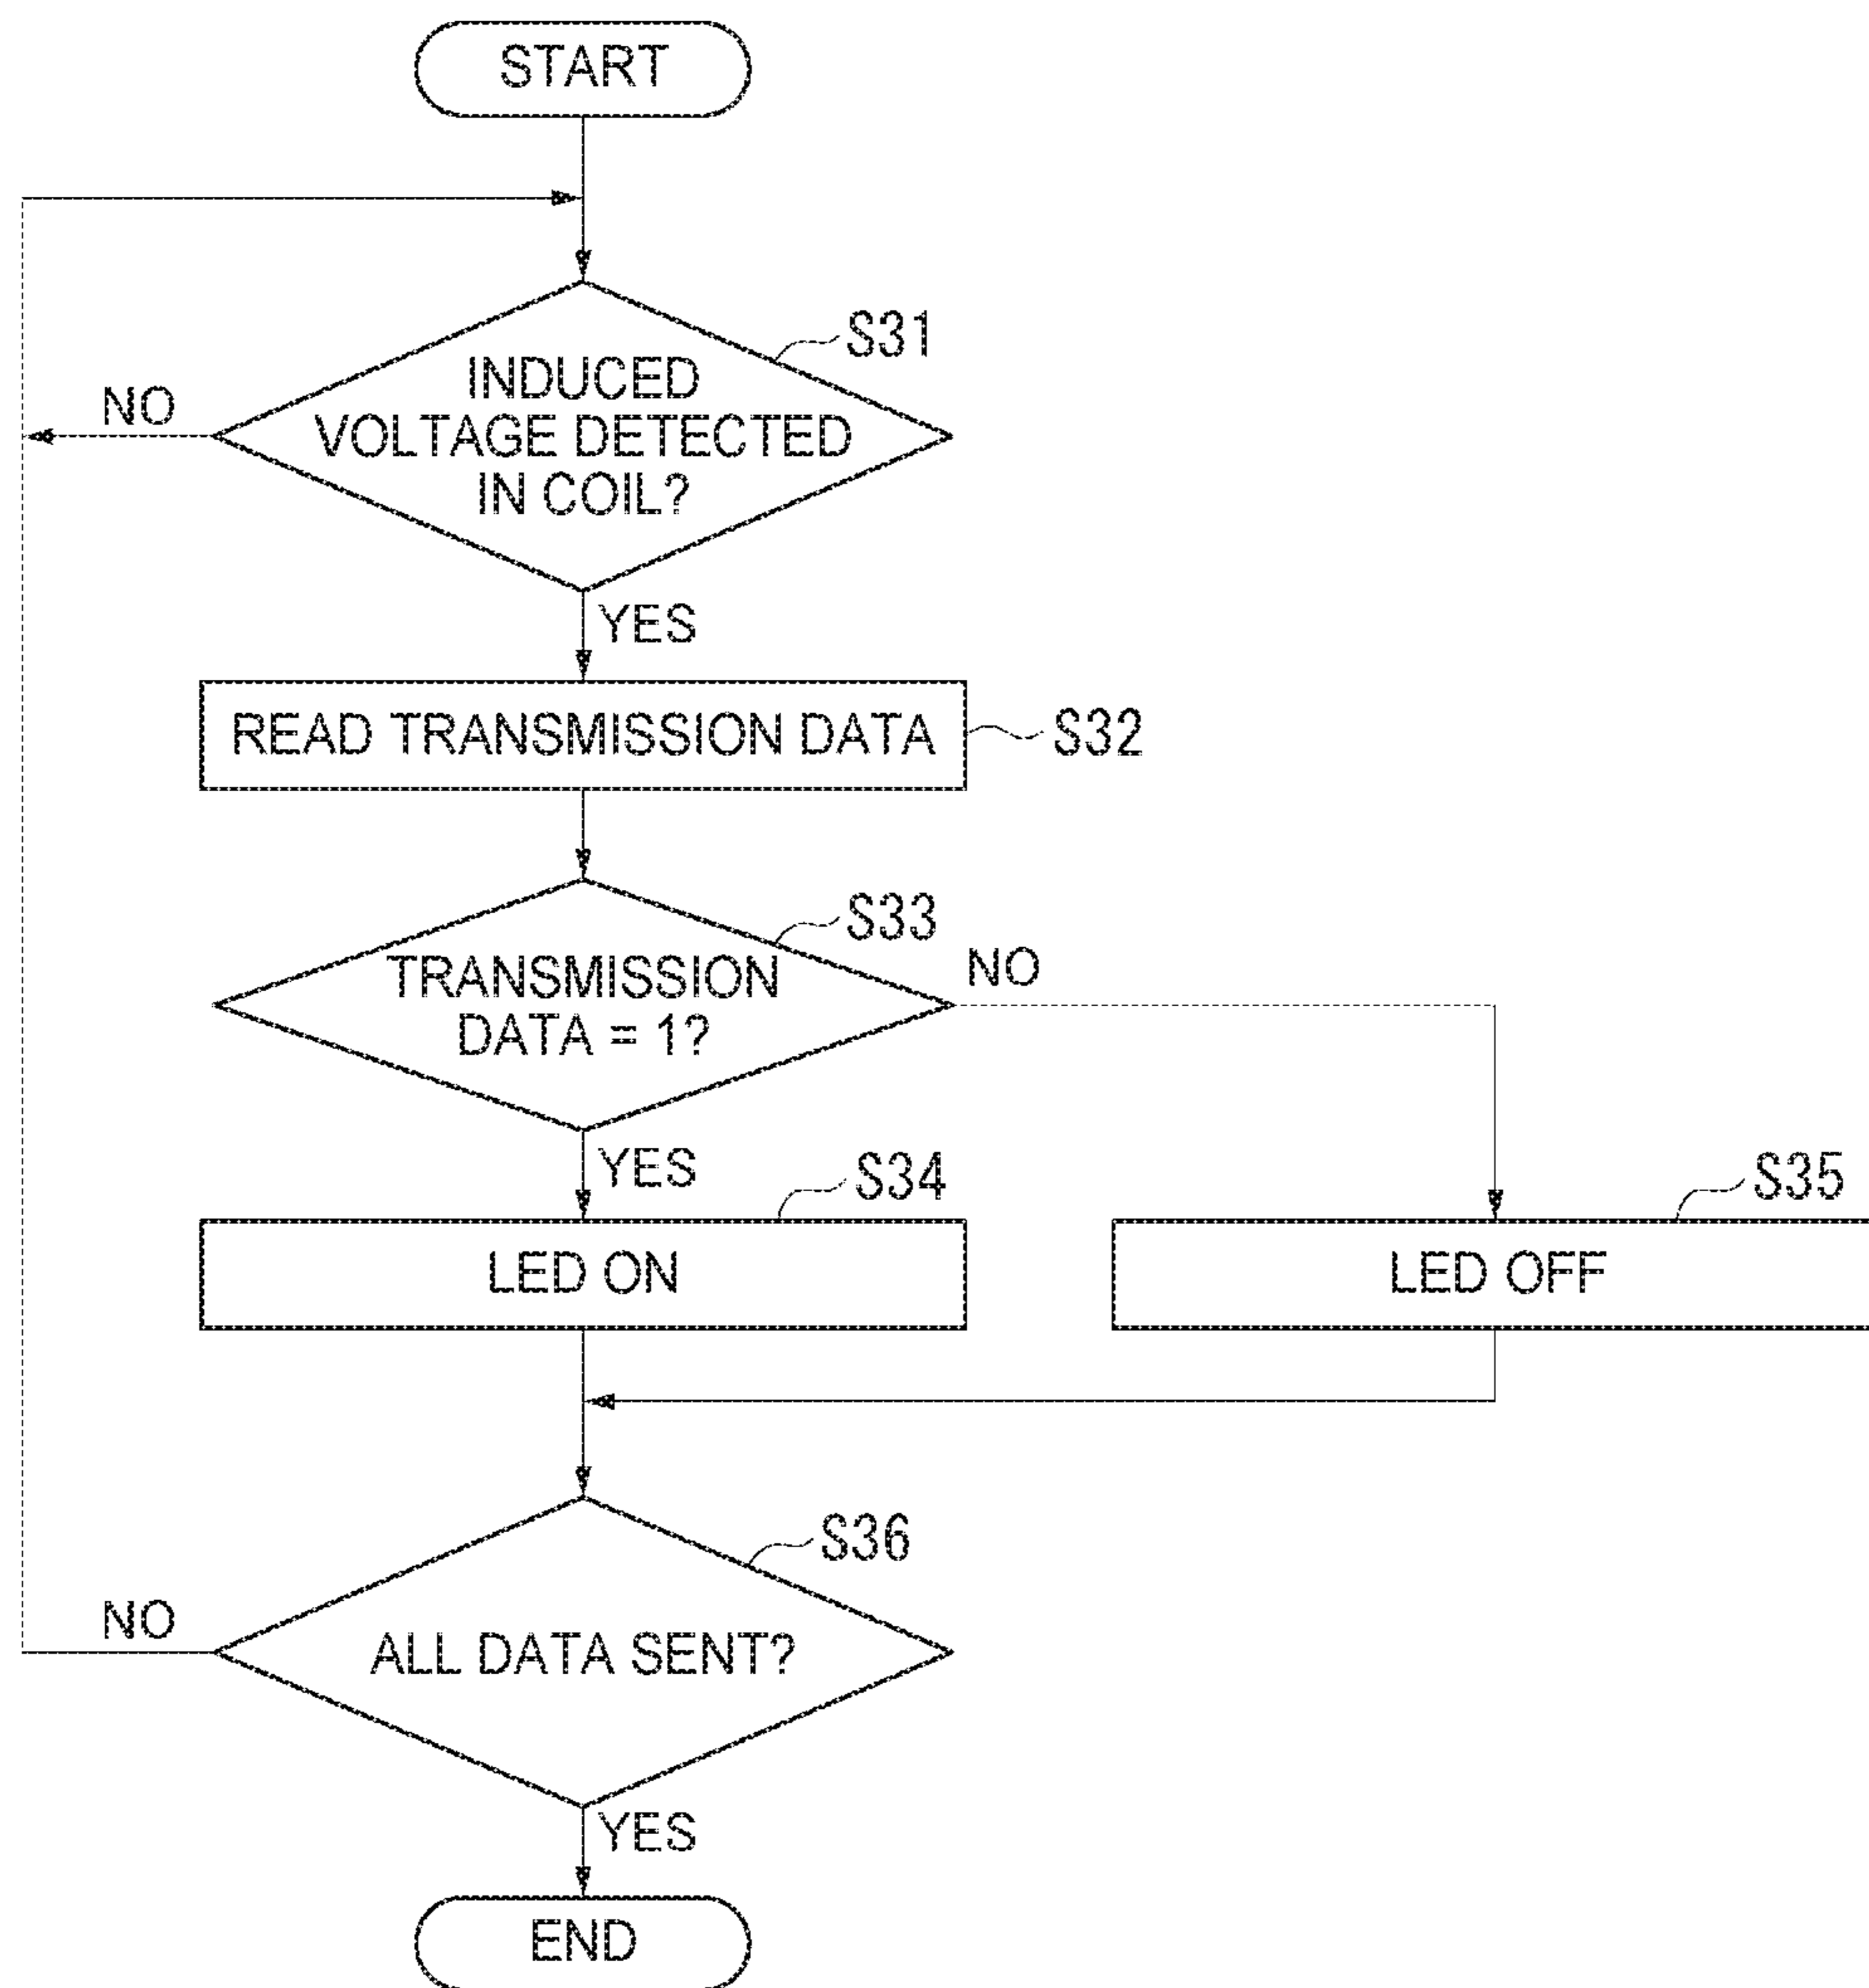 START
S31
INDUCED
VOLTAGE DETECTED
IN COIL?
NO
YES
READ TRANSMISSION DATA
S32
S33
TRANSMISSION
DATA = 1?
NO
YES
S34
S35
LED ON
LED OFF
S36
ALL DATA SENT?
NO
YES
END